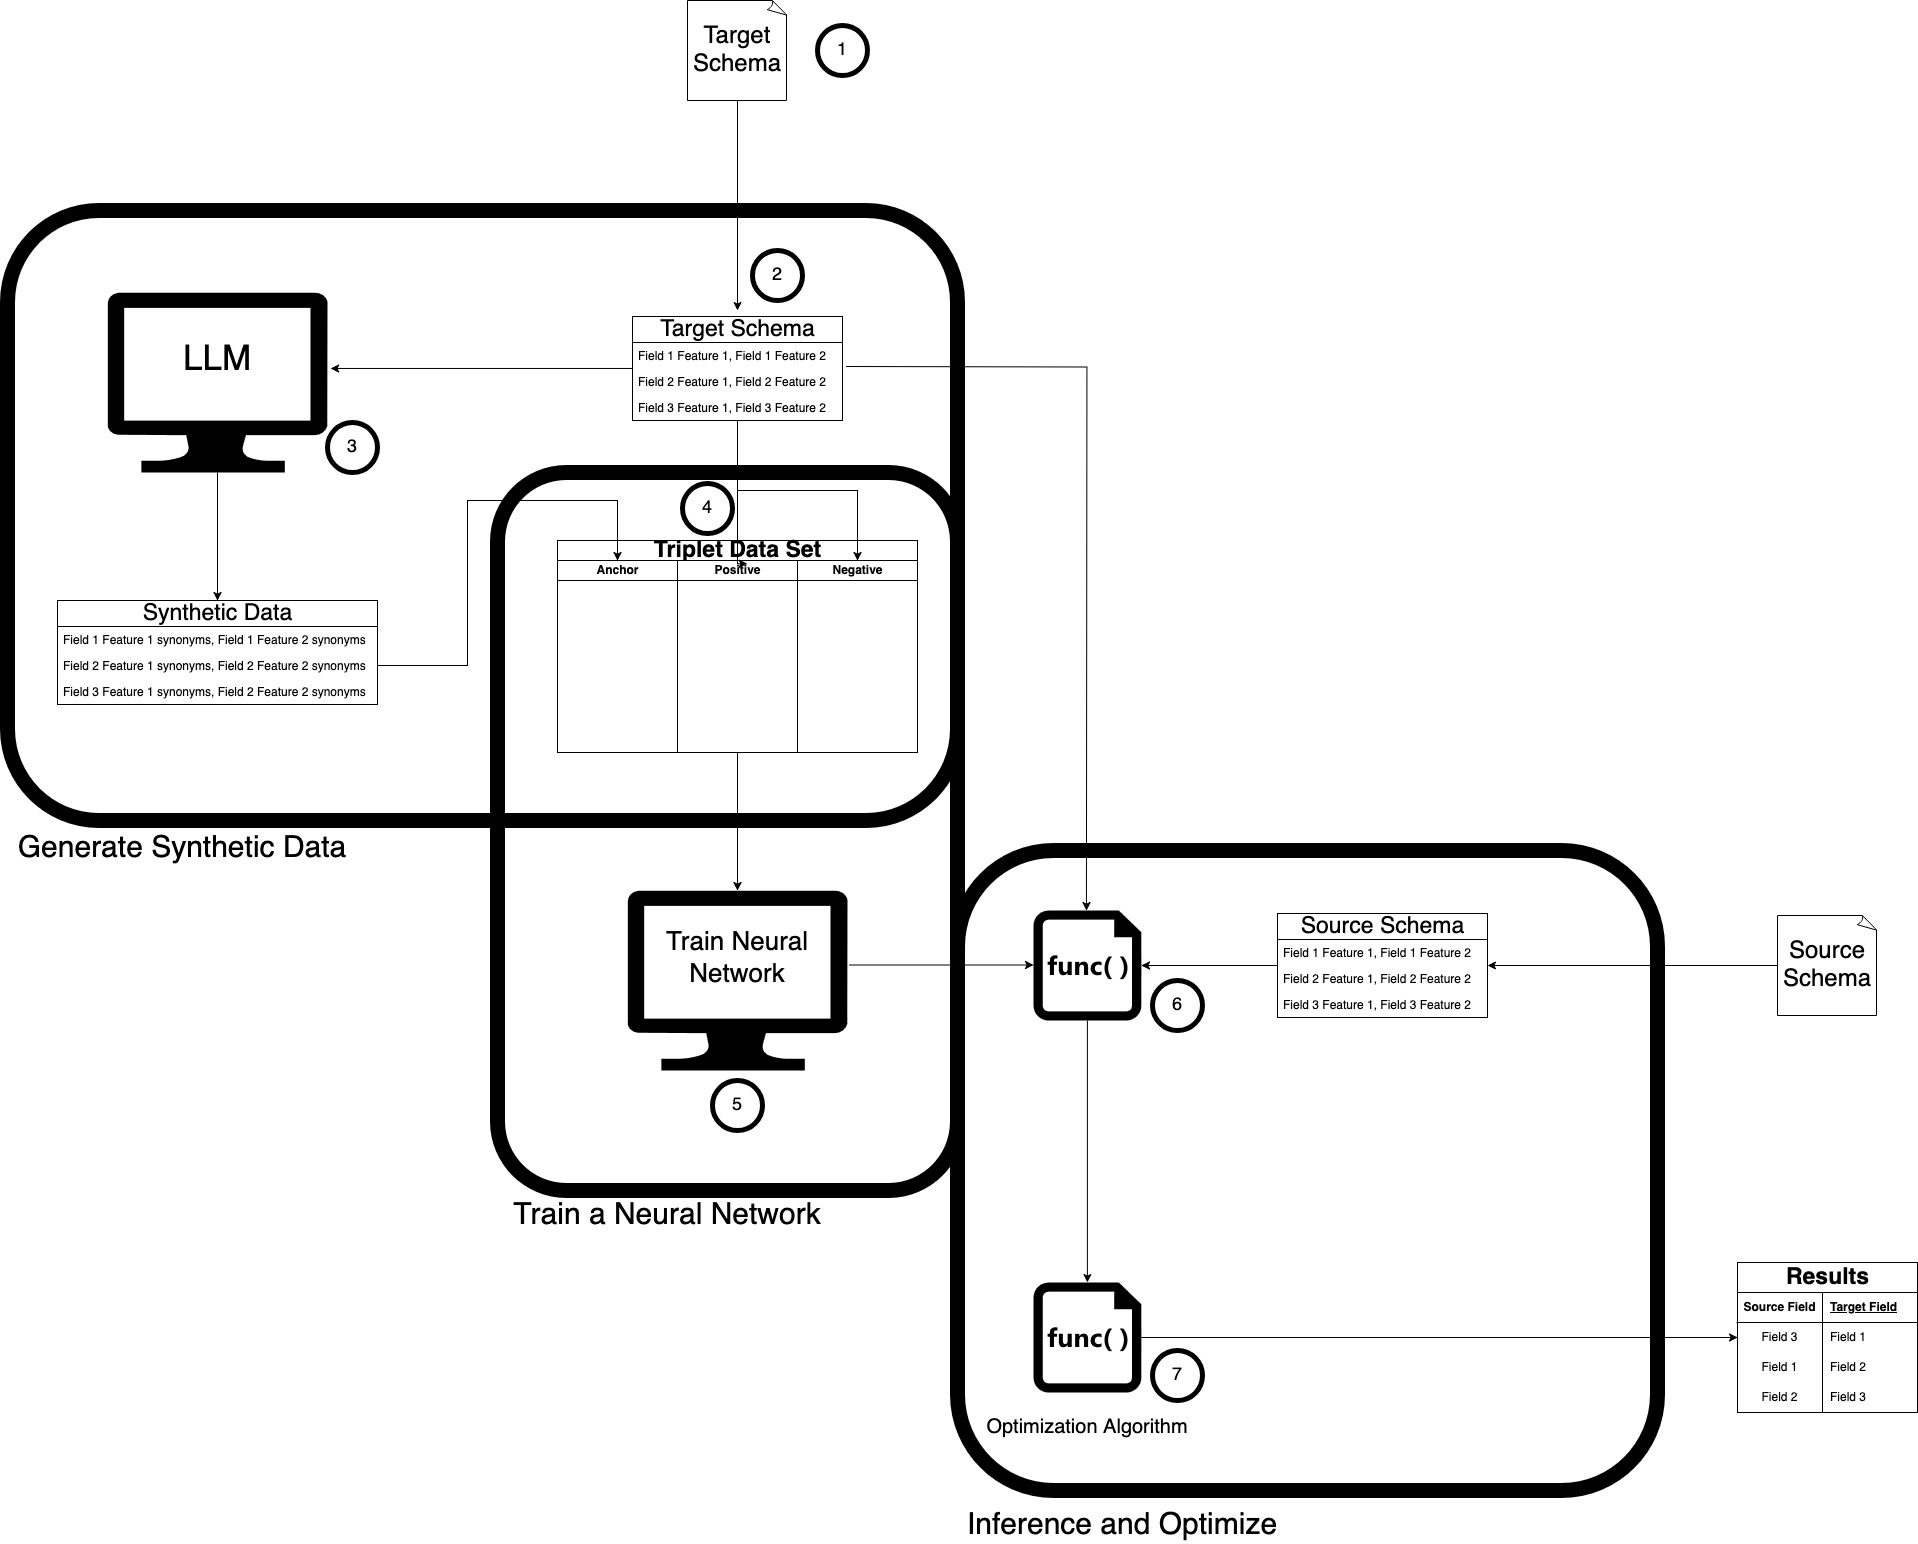 Target
Schema
1
2
Target Schema
Field 1 Feature 1, Field 1 Feature 2
Field 2 Feature 1, Field 2 Feature 2
Field 3 Feature 1, Field 3 Feature 2
LLM
3
4
Triplet Data Set
Anchor
Positive
Negative
Synthetic Data
Field 1 Feature 1 synonyms, Field 1 Feature 2 synonyms
Field 2 Feature 1 synonyms, Field 2 Feature 2 synonyms
Field 3 Feature 1 synonyms, Field 2 Feature 2 synonyms
Generate Synthetic Data
Train Neural
Network
5
Train a Neural Network
func( )
6
Source Schema
Field 1 Feature 1, Field 1 Feature 2
Field 2 Feature 1, Field 2 Feature 2
Field 3 Feature 1, Field 3 Feature 2
Source
Schema
func( )
7
Optimization Algorithm
Results
Source Field Target Field
Field 3 Field 1
Field 1 Field 2
Field 2 Field 3
Inference and Optimize